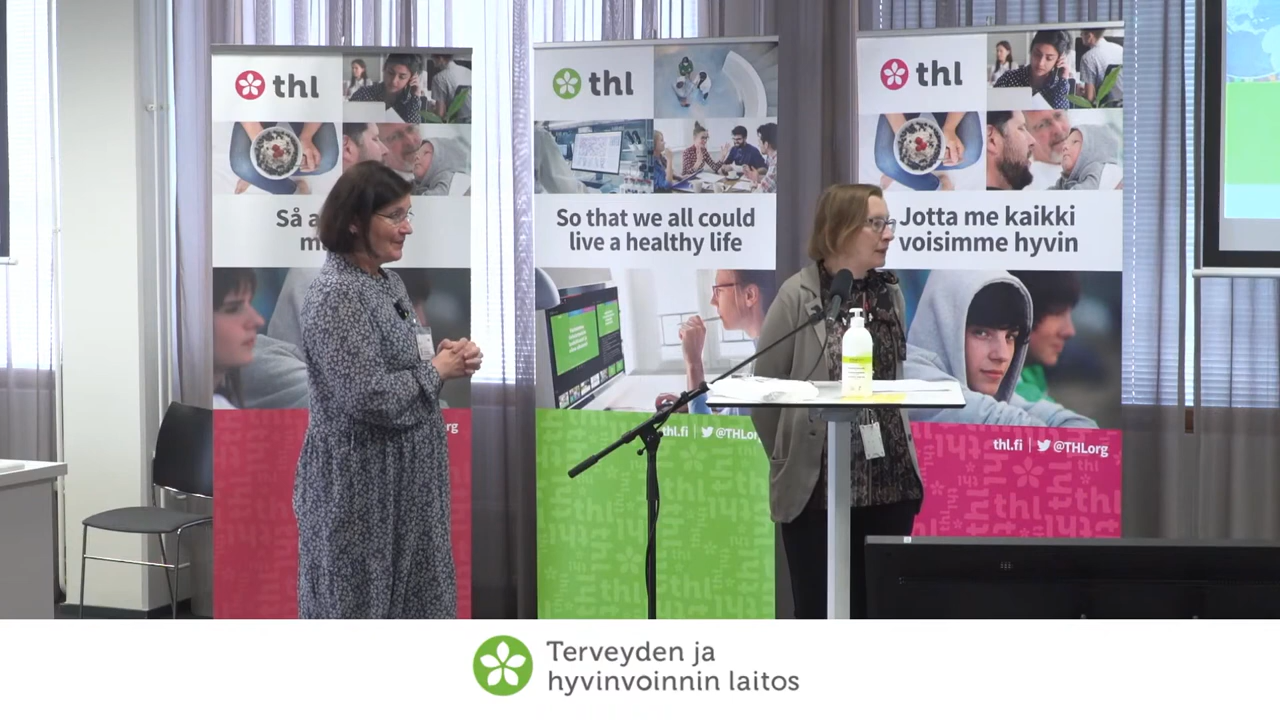 thl
Så a
m
thl
So that we all could
live a healthy life
thl.fi | @THLorg
thl
Jotta me kaikki
voisimme hyvin
thl.fi | @THLorg
Terveyden ja
hyvinvoinnin laitos